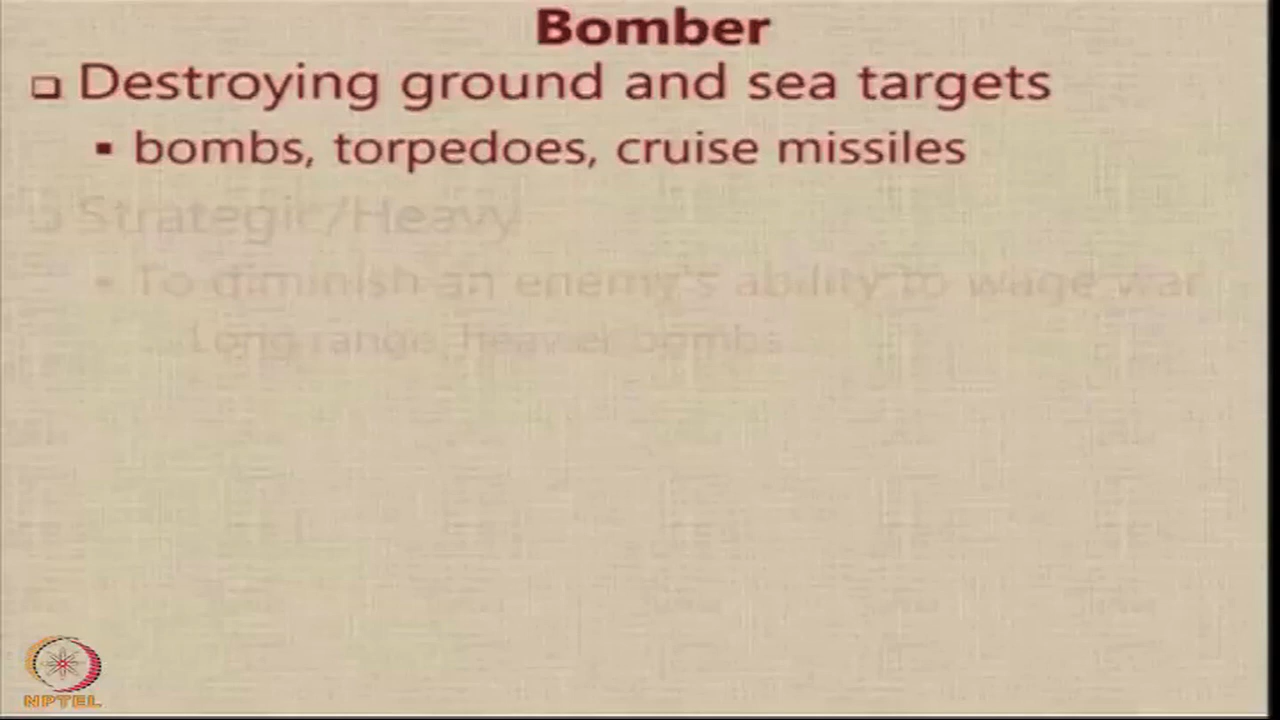 Bomber
Destroying ground and sea targets
bombs, torpedoes, cruise missiles
Strategic/Heavy
To diminish an enemy's ability to wage war
Long range, heavier bombs
NPTEL